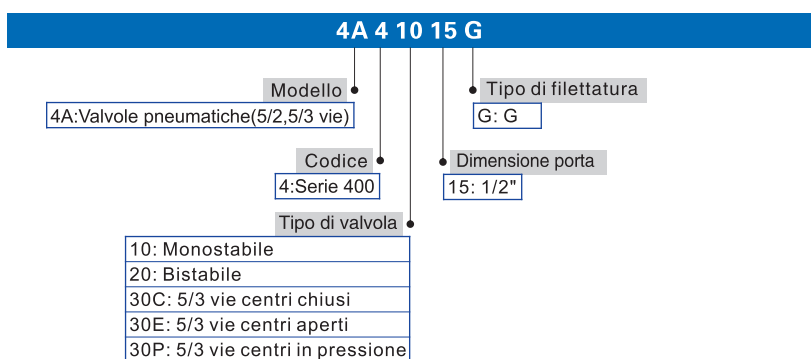 4A 4 10 15 G
Modello
4A:Valvole pneumatiche(5/2,5/3 vie)
Tipo di filettatura
G: G
Codice
4:Serie 400
Dimensione porta
15: 1/2"
Tipo di valvola
10: Monostabile
20: Bistabile
30C: 5/3 vie centri chiusi
30E: 5/3 vie centri aperti
30P: 5/3 vie centri in pressione